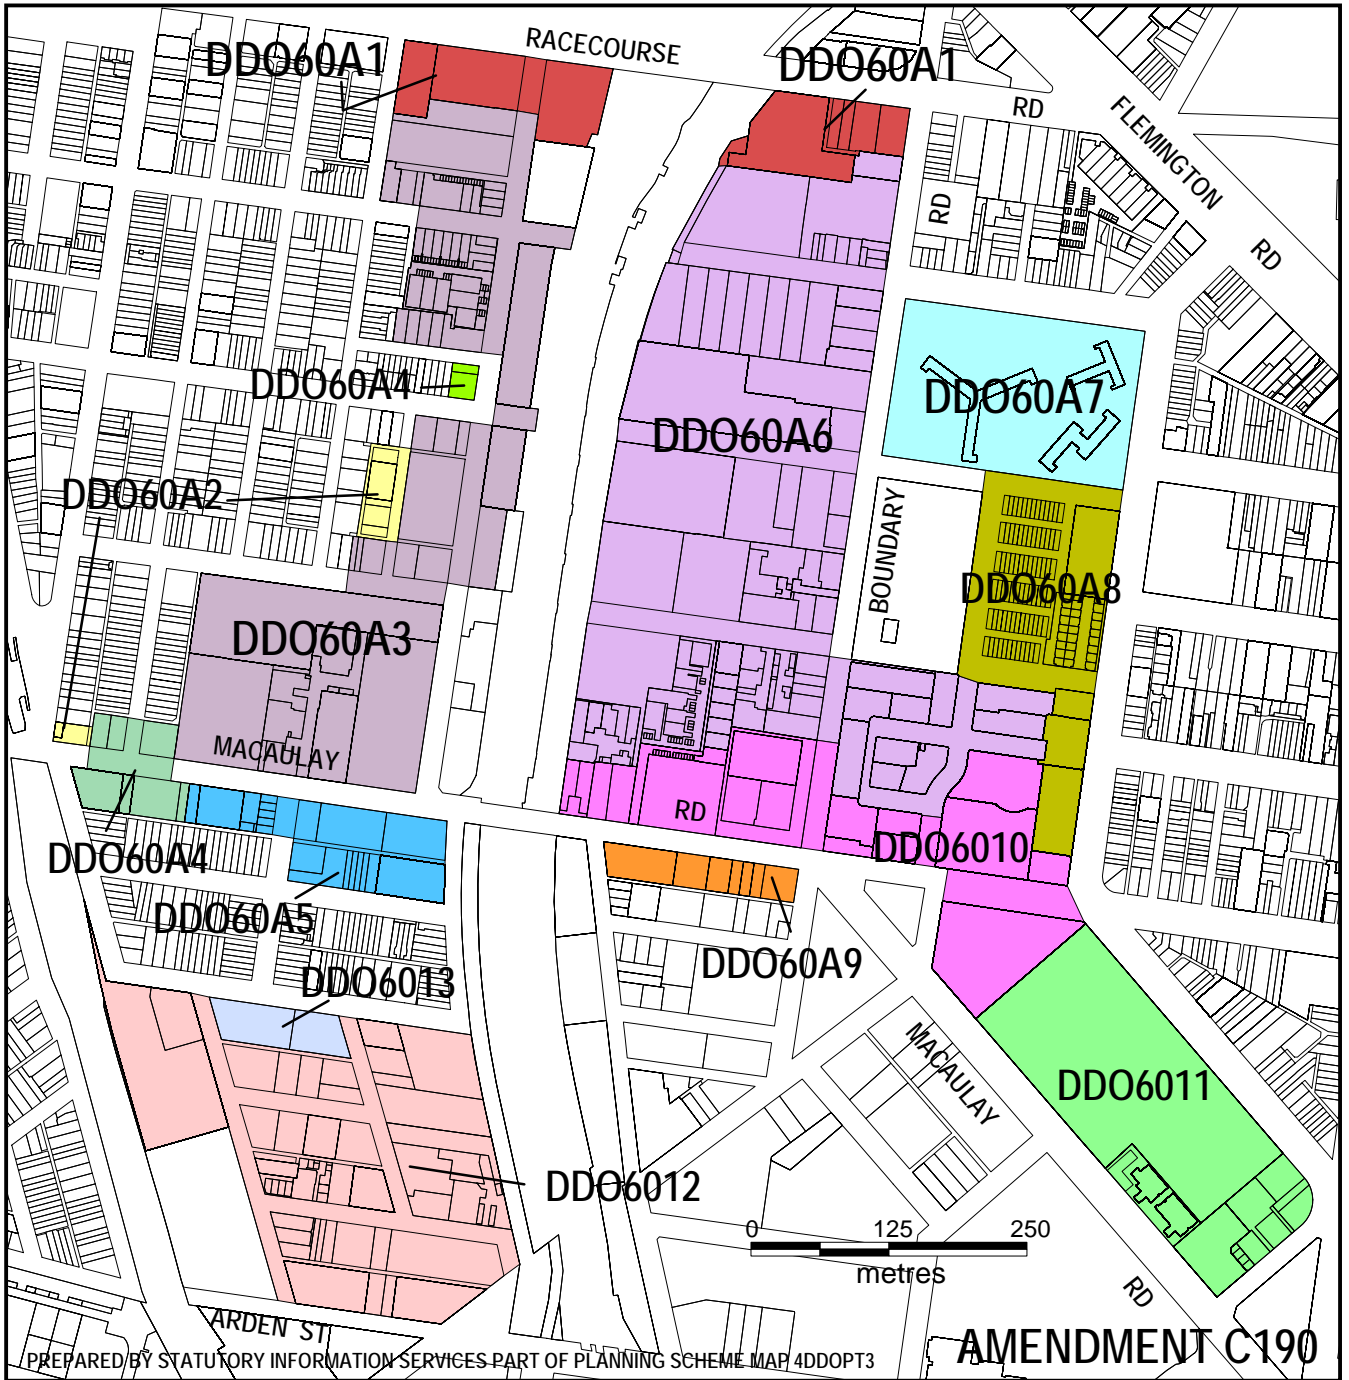 RACECOURSE
DDO60A1
DDO60A1
RD
FLEMINGTON
RD
RD
DDO60A4
DDO60A7
DDO60A6
DDO60A2
BOUNDARY
DDO60A8
DDO60A3
MACAULAY
RD
DDO60A4
DDO6010
DDO60A5
DDO60A9
DDO6013
MACAULAY
DDO6011
DDO6012
0 125 250
metres
RD
ARDEN ST
AMENDMENT C190
PREPARED BY STATUTORY INFORMATION SERVICES PART OF PLANNING SCHEME MAP 4DDOPT3